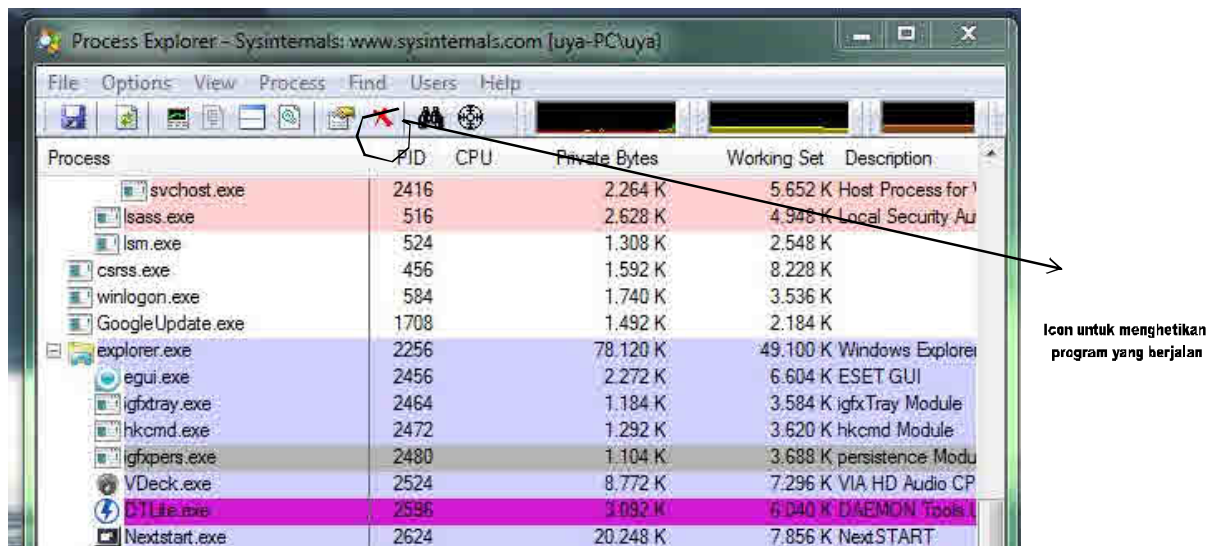 Process Explorer - Sysinternals: www.sysinternals.com [uya-PC\uya]
File Options View Process Find Users Help
Process PID CPU Private Bytes Working Set Description
svchost.exe 2416 2.264 K 5.652 K Host Process for
lsass.exe 516 2.628 K 4.948 K Local Security Au
lsm.exe 524 1.308 K 2.548 K
csrss.exe 456 1.592 K 8.228 K
winlogon.exe 584 1.740 K 3.536 K
GoogleUpdate.exe 1708 1.492 K 2.184 K
explorer.exe 2256 78.120 K 49.100 K Windows Explorer
egui.exe 2456 2.272 K 6.604 K ESET GUI
igfxtray.exe 2464 1.184 K 3.584 K igfxTray Module
hkcmd.exe 2472 1.292 K 3.620 K hkcmd Module
igfxpers.exe 2480 1.104 K 3.688 K persistence Modu
VDeck.exe 2524 8.772 K 7.296 K VIA HD Audio CP
DTLite.exe 2596 3.092 K 6.040 K DAEMON Tools L
Nextstart.exe 2624 20.248 K 7.856 K NextSTART
Icon untuk menghetikan
program yang berjalan